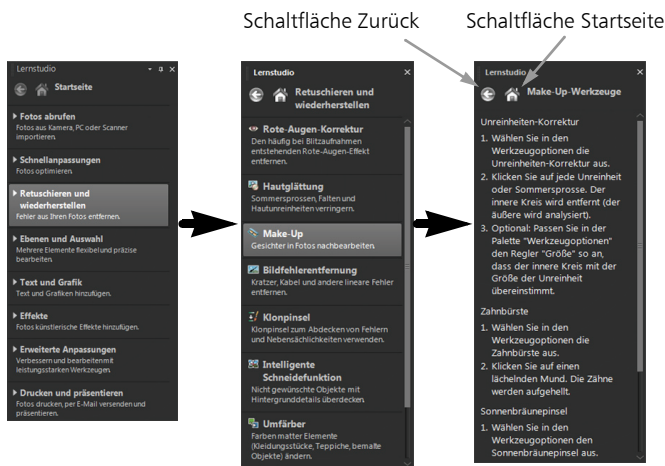 Schaltfläche Zurück
Schaltfläche Startseite
Lernstudio
Startseite
Fotos abrufen
Fotos aus Kamera, PC oder Scanner
importieren.
Schnellanpassungen
Fotos optimieren.
Retuschieren und
wiederherstellen
Fehler aus Ihren Fotos entfernen.
Ebenen und Auswahl
Mehrere Elemente flexibel und präzise
bearbeiten.
Text und Grafik
Text und Grafiken hinzufügen.
Effekte
Fotos künstlerische Effekte hinzufügen.
Erweiterte Anpassungen
Verbessern und bearbeiten mit
leistungsstarken Werkzeugen.
Drucken und präsentieren
Fotos drucken, per E-Mail versenden und
präsentieren.
Lernstudio
Retuschieren und
wiederherstellen
Rote-Augen-Korrektur
Den häufig bei Blitzaufnahmen
entstehenden Rote-Augen-Effekt
entfernen.
Hautglättung
Sommersprossen, Falten und
Hautunreinheiten verringern.
Make-Up
Gesichter in Fotos nachbearbeiten.
Bildfehlerentfernung
Kratzer, Kabel und andere lineare Fehler
entfernen.
Klonpinsel
Klonpinsel zum Abdecken von Fehlern
und Nebensächlichkeiten verwenden.
Intelligente
Schneidefunktion
Nicht gewünschte Objekte mit
Hintergrunddetails überdecken.
Umfärber
Farben matter Elemente
(Kleidungsstücke, Teppiche, bemalte
Objekte) ändern.
Lernstudio
Make-Up-Werkzeuge
Unreinheiten-Korrektur
1. Wählen Sie in den
Werkzeugoptionen die
Unreinheiten-Korrektur aus.
2. Klicken Sie auf jede Unreinheit
oder Sommersprosse. Der
innere Kreis wird entfernt (der
äußere wird analysiert).
3. Optional: Passen Sie in der
Palette "Werkzeugoptionen"
den Regler "Größe" so an,
dass der innere Kreis mit der
Größe der Unreinheit
übereinstimmt.
Zahnbürste
1. Wählen Sie in den
Werkzeugoptionen die
Zahnbürste aus.
2. Klicken Sie auf einen
lächelnden Mund. Die Zähne
werden aufgehellt.
Sonnenbräunepinsel
1. Wählen Sie in den
Werkzeugoptionen den
Sonnenbräunepinsel aus.